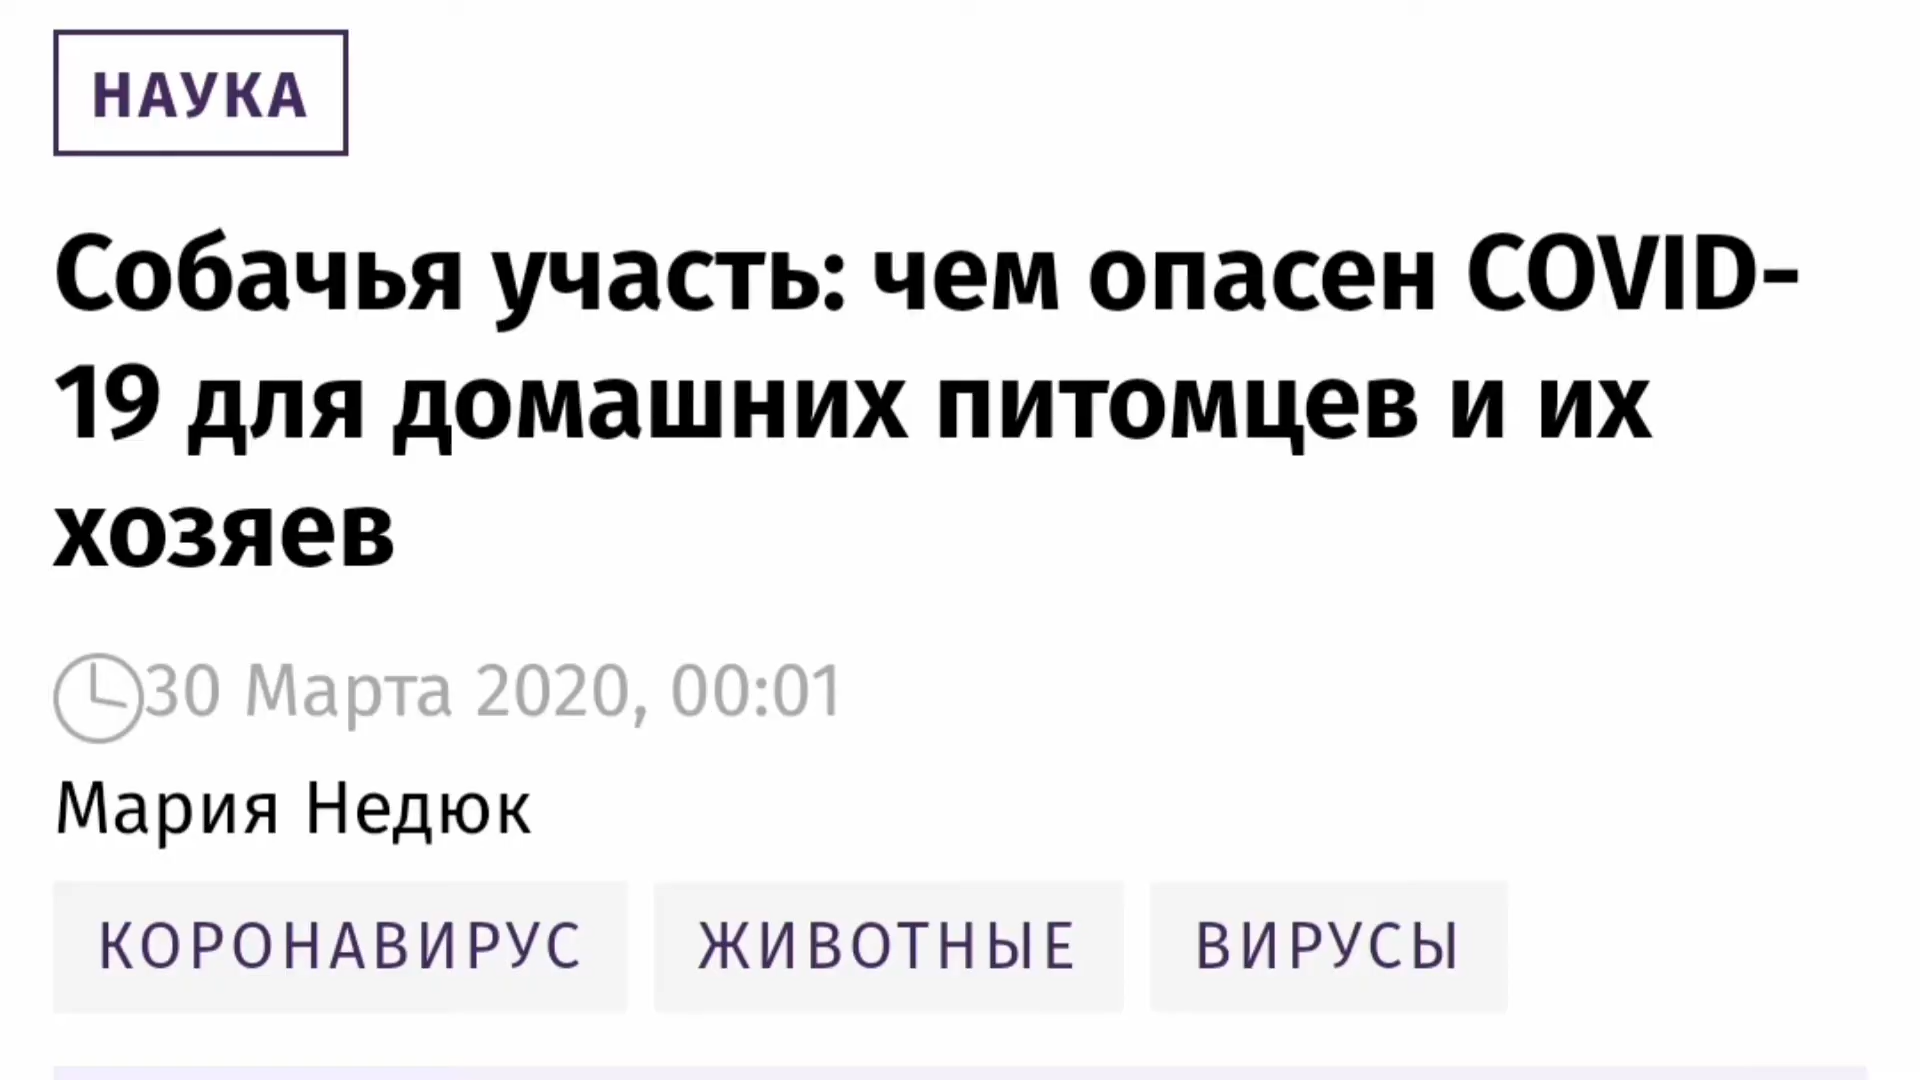 НАУКА
Собачья участь: чем опасен COVID-
19 для домашних питомцев и их
хозяев
30 Марта 2020, 00:01
Мария Недюк
КОРОНАВИРУС ЖИВОТНЫЕ ВИРУСЫ